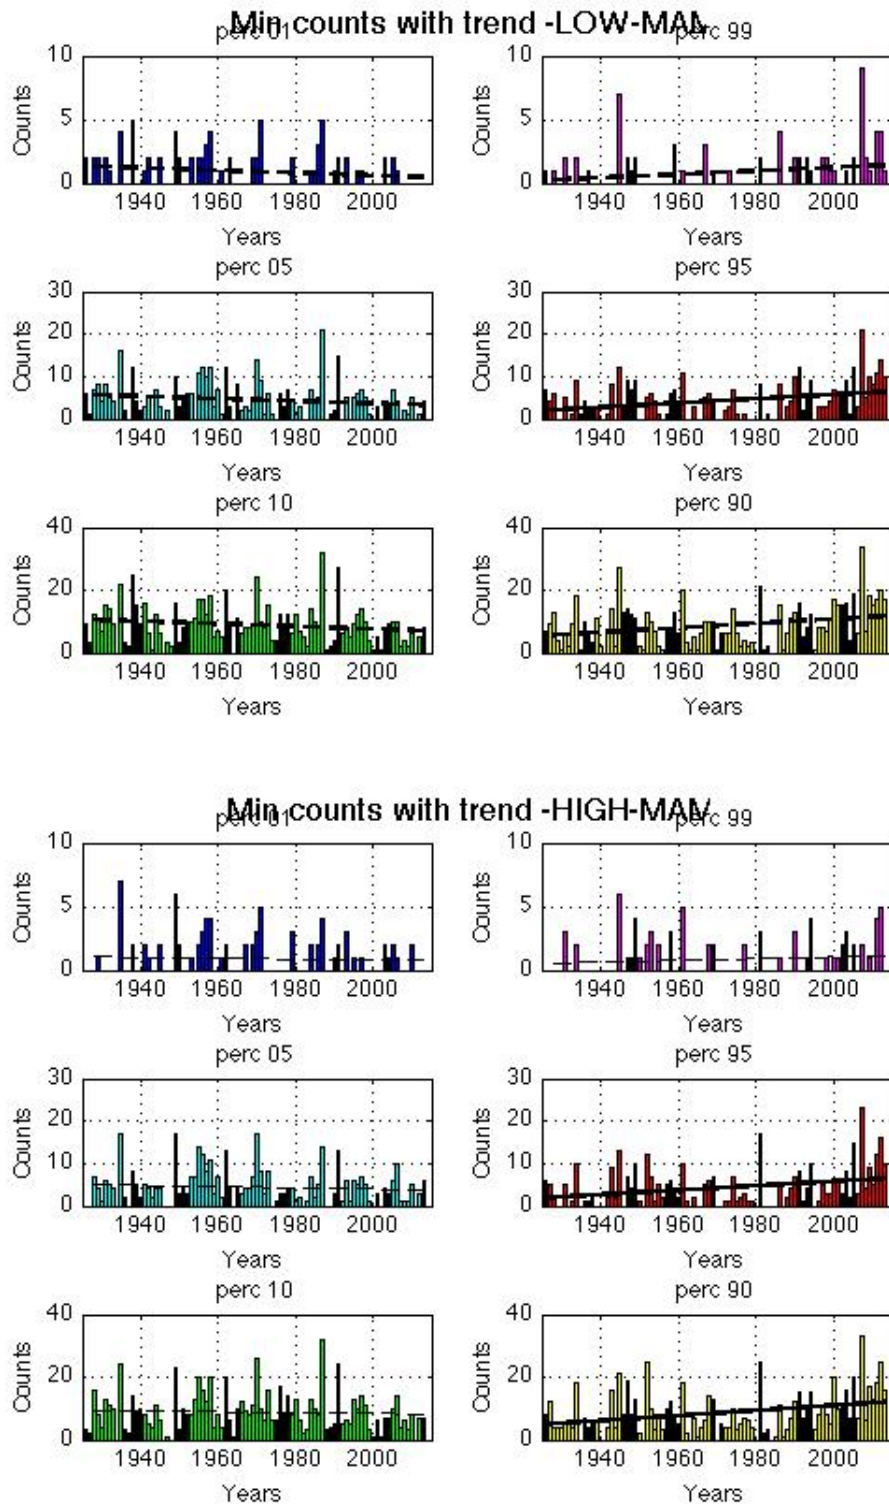 Min counts with trend -LOW-MAM
perc 01 perc 99
10 10
5 5
0 0
Counts Counts
1940 1960 1980 2000 1940 1960 1980 2000
Years Years
perc 05 perc 95
30 30
20 20
10 10
0 0
Counts Counts
1940 1960 1980 2000 1940 1960 1980 2000
Years Years
perc 10 perc 90
40 40
20 20
0 0
Counts Counts
1940 1960 1980 2000 1940 1960 1980 2000
Years Years
Min counts with trend -HIGH-MAM
perc 01 perc 99
10 10
5 5
0 0
Counts Counts
1940 1960 1980 2000 1940 1960 1980 2000
Years Years
perc 05 perc 95
30 30
20 20
10 10
0 0
Counts Counts
1940 1960 1980 2000 1940 1960 1980 2000
Years Years
perc 10 perc 90
40 40
20 20
0 0
Counts Counts
1940 1960 1980 2000 1940 1960 1980 2000
Years Years